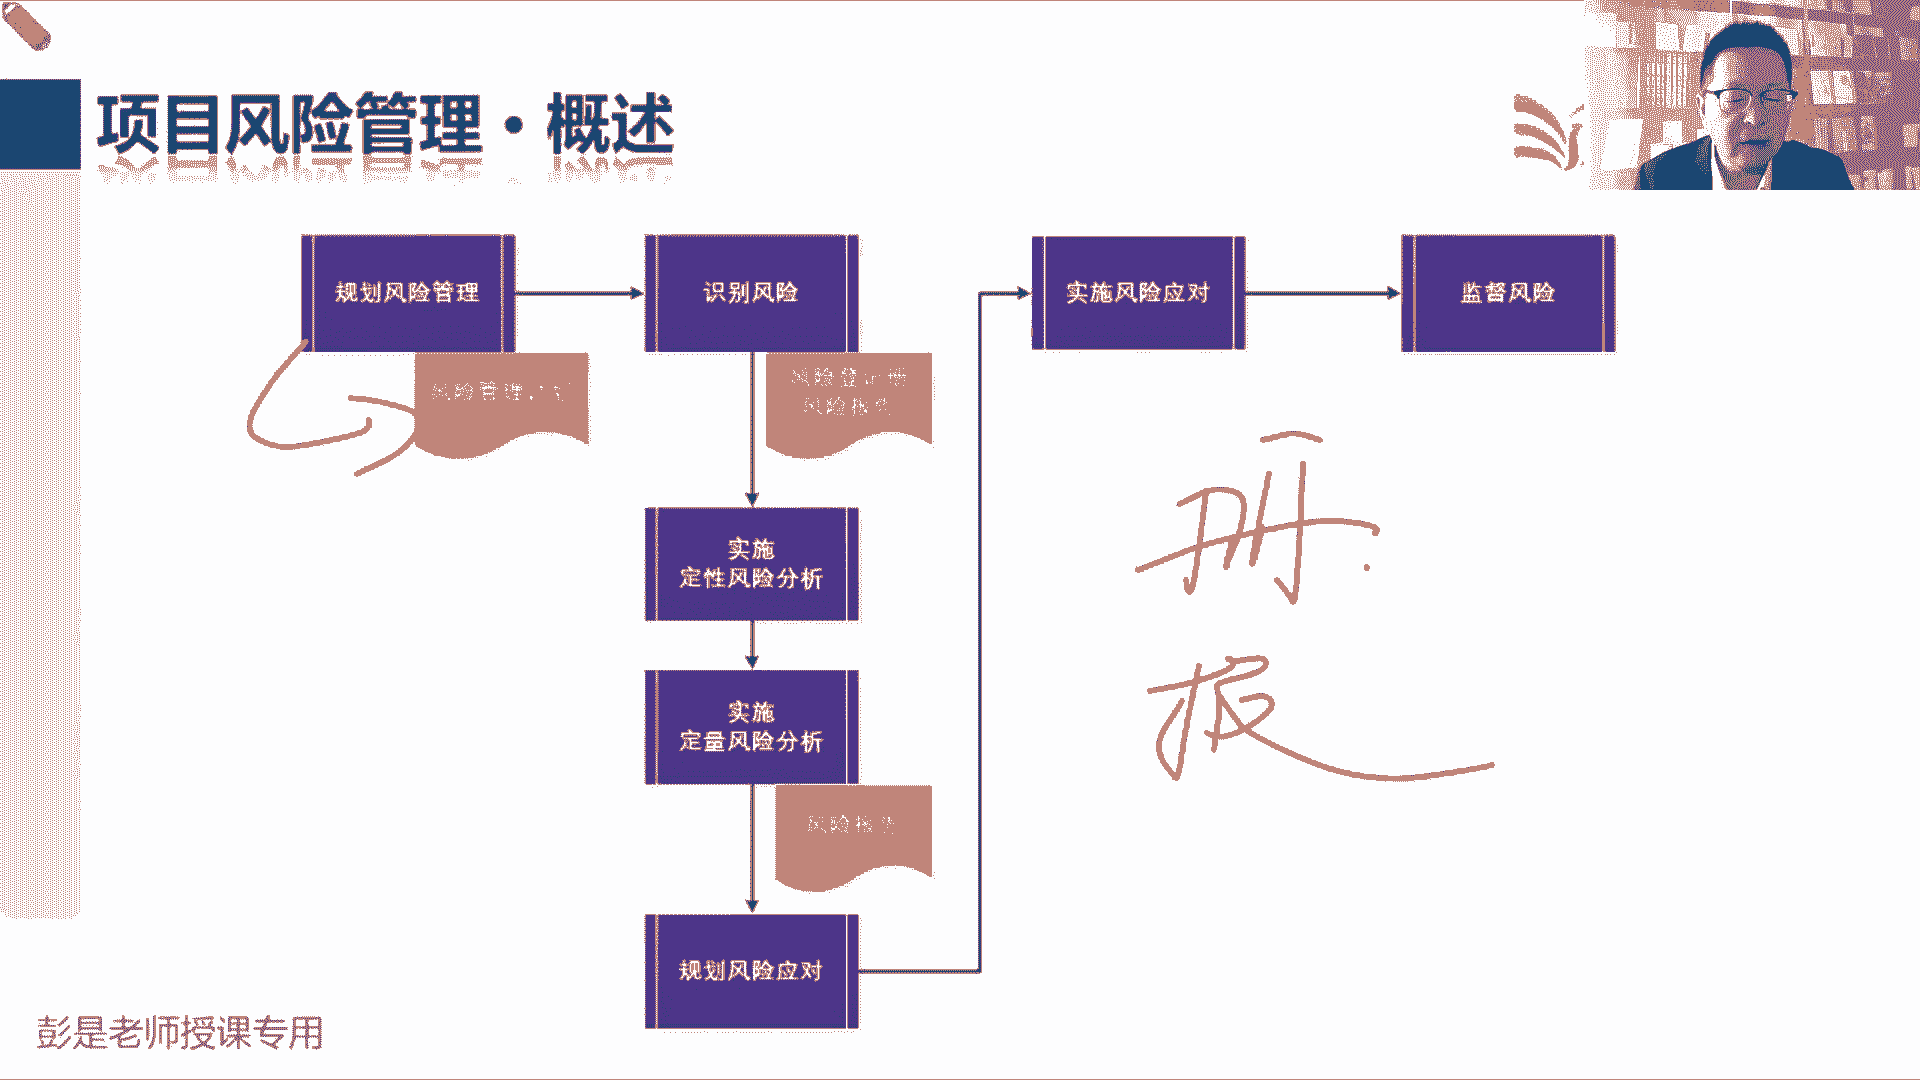 项目风险管理·概述
规划风险管理
识别风险
实施风险应对
监督风险
风险管理
风险登记册
风险报告
实施
定性风险分析
实施
定量风险分析
风险报告
规划风险应对
册.
报
彭是老师授课专用